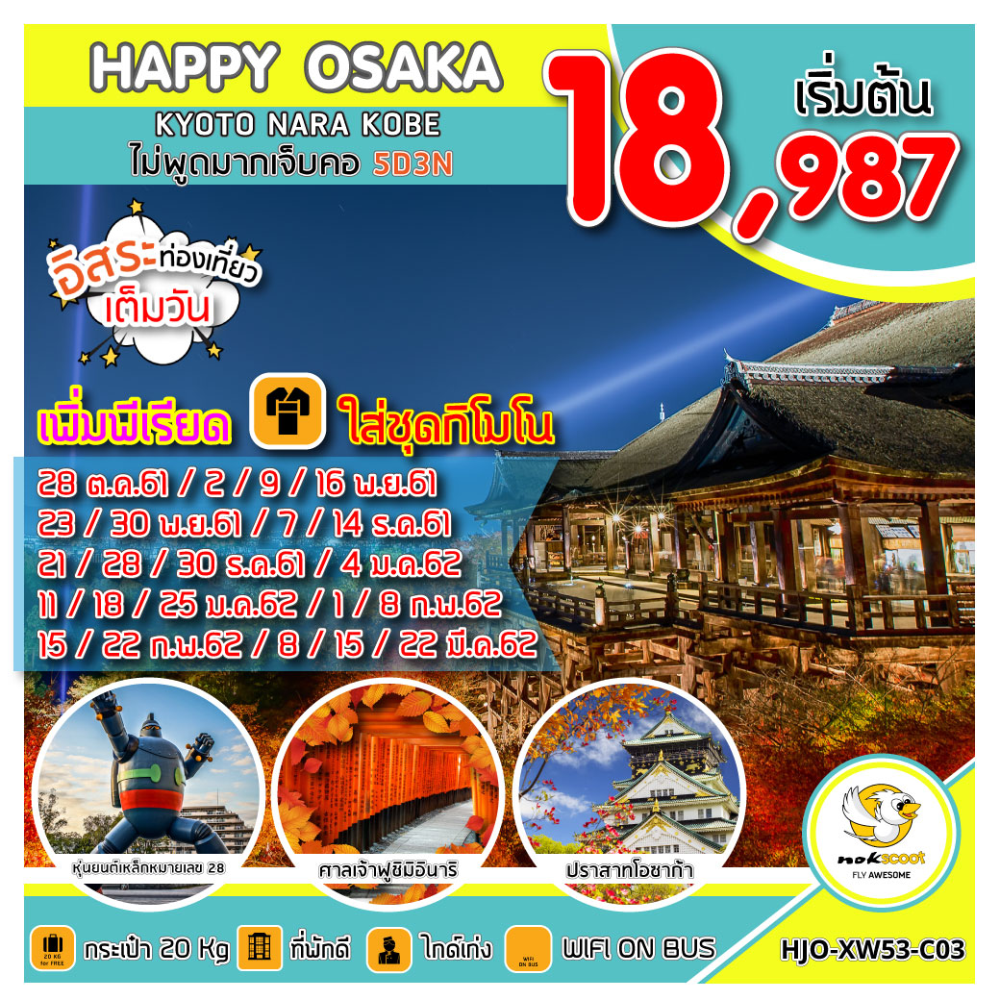 HAPPY OSAKA
KYOTO NARA KOBE
ไม่พูดมากเจ็บคอ 5D3N
เริ่มต้น
18,987
อิสระท่องเที่ยว
เต็มวัน
เพิ่มพีเรียด ใส่ชุดกิโมโน
28 ต.ค.61 / 2 / 9 / 16 พ.ย.61
23 / 30 พ.ย.61 / 7 / 14 ธ.ค.61
21 / 28 / 30 ธ.ค.61 / 4 ม.ค.62
11 / 18 / 25 ม.ค.62 / 1 / 8 ก.พ.62
15 / 22 ก.พ.62 / 8 / 15 / 22 มี.ค.62
หุ่นยนต์เหล็กหมายเลข 28
ศาลเจ้าฟูชิมิอินาริ
ปราสาทโอซาก้า
nokscoot
FLY AWESOME
20 KG
for FREE
กระเป๋า 20 Kg
ที่พักดี
ไกด์เก่ง
WIFI
ON BUS
WIFI ON BUS
HJO-XW53-C03